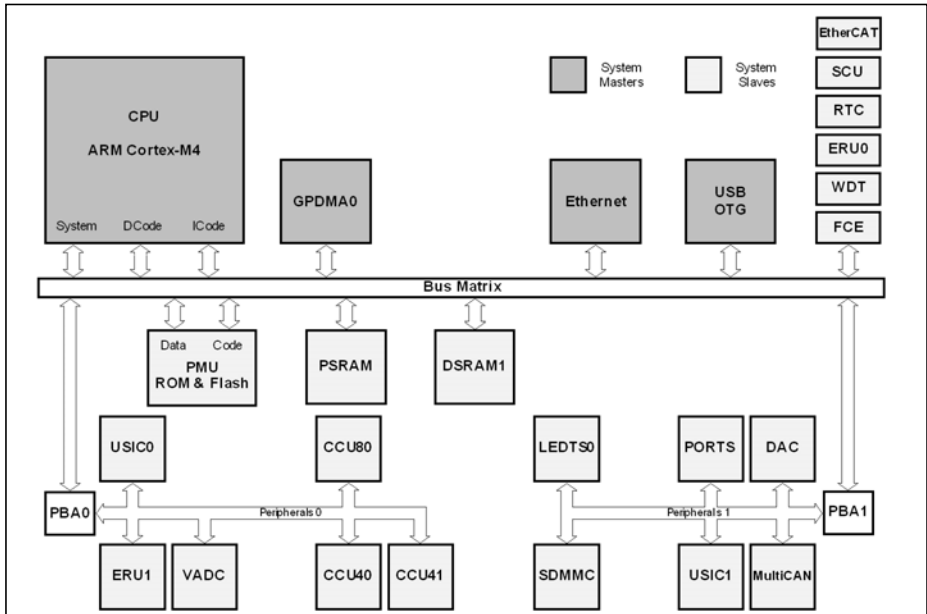 EtherCAT
CPU
ARM Cortex-M4
System
Masters
System
Slaves
SCU
RTC
ERU0
WDT
FCE
System DCode ICode
GPDMA0
Ethernet
USB
OTG
Bus Matrix
Data Code
PMU
ROM & Flash
PSRAM
DSRAM1
USIC0
CCU80
LEDTS0
PORTS
DAC
PBA0
Peripherals 0
Peripherals 1
PBA1
ERU1
VADC
CCU40
CCU41
SDMMC
USIC1
MultiCAN